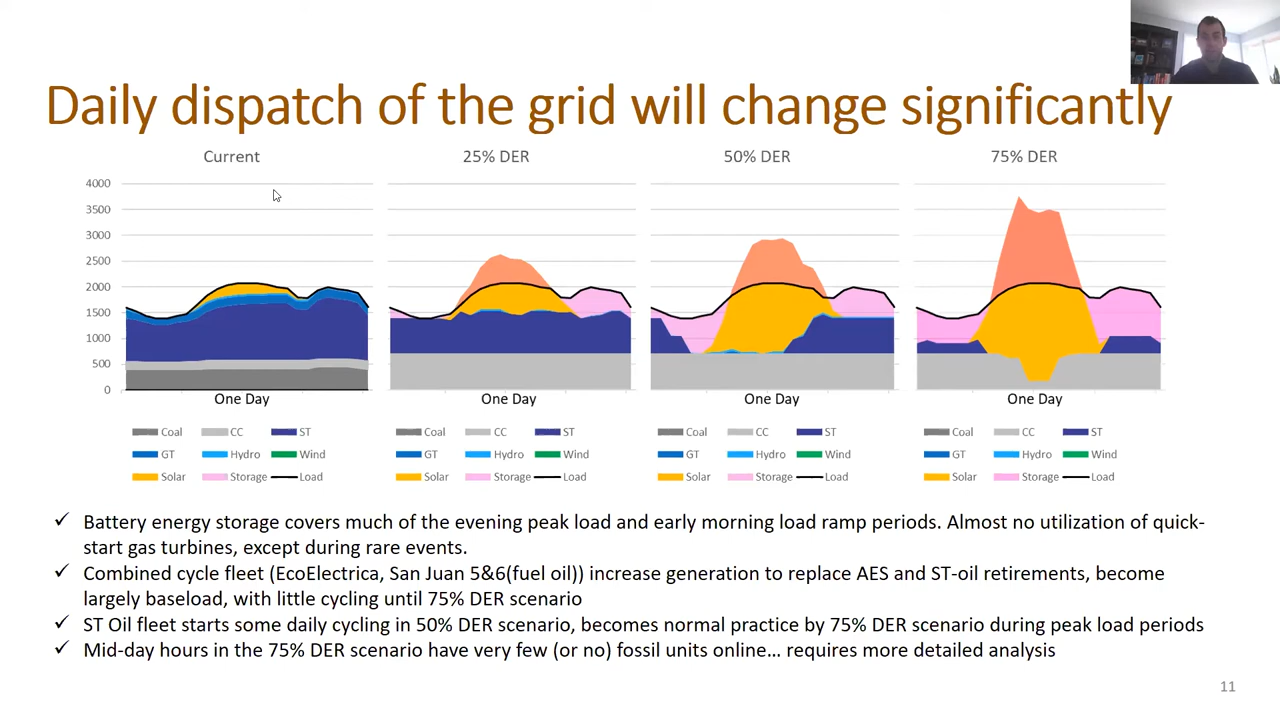 Daily dispatch of the grid will change significantly
Current
25% DER
50% DER
75% DER
4000
3500
3000
2500
2000
1500
1000
500
0
One Day
One Day
One Day
One Day
Coal CC ST
GT Hydro Wind
Solar Storage Load
Coal CC ST
GT Hydro Wind
Solar Storage Load
Coal CC ST
GT Hydro Wind
Solar Storage Load
Coal CC ST
GT Hydro Wind
Solar Storage Load
✓ Battery energy storage covers much of the evening peak load and early morning load ramp periods. Almost no utilization of quick-
start gas turbines, except during rare events.
✓ Combined cycle fleet (EcoElectrica, San Juan 5&6(fuel oil)) increase generation to replace AES and ST-oil retirements, become
largely baseload, with little cycling until 75% DER scenario
✓ ST Oil fleet starts some daily cycling in 50% DER scenario, becomes normal practice by 75% DER scenario during peak load periods
✓ Mid-day hours in the 75% DER scenario have very few (or no) fossil units online... requires more detailed analysis
11